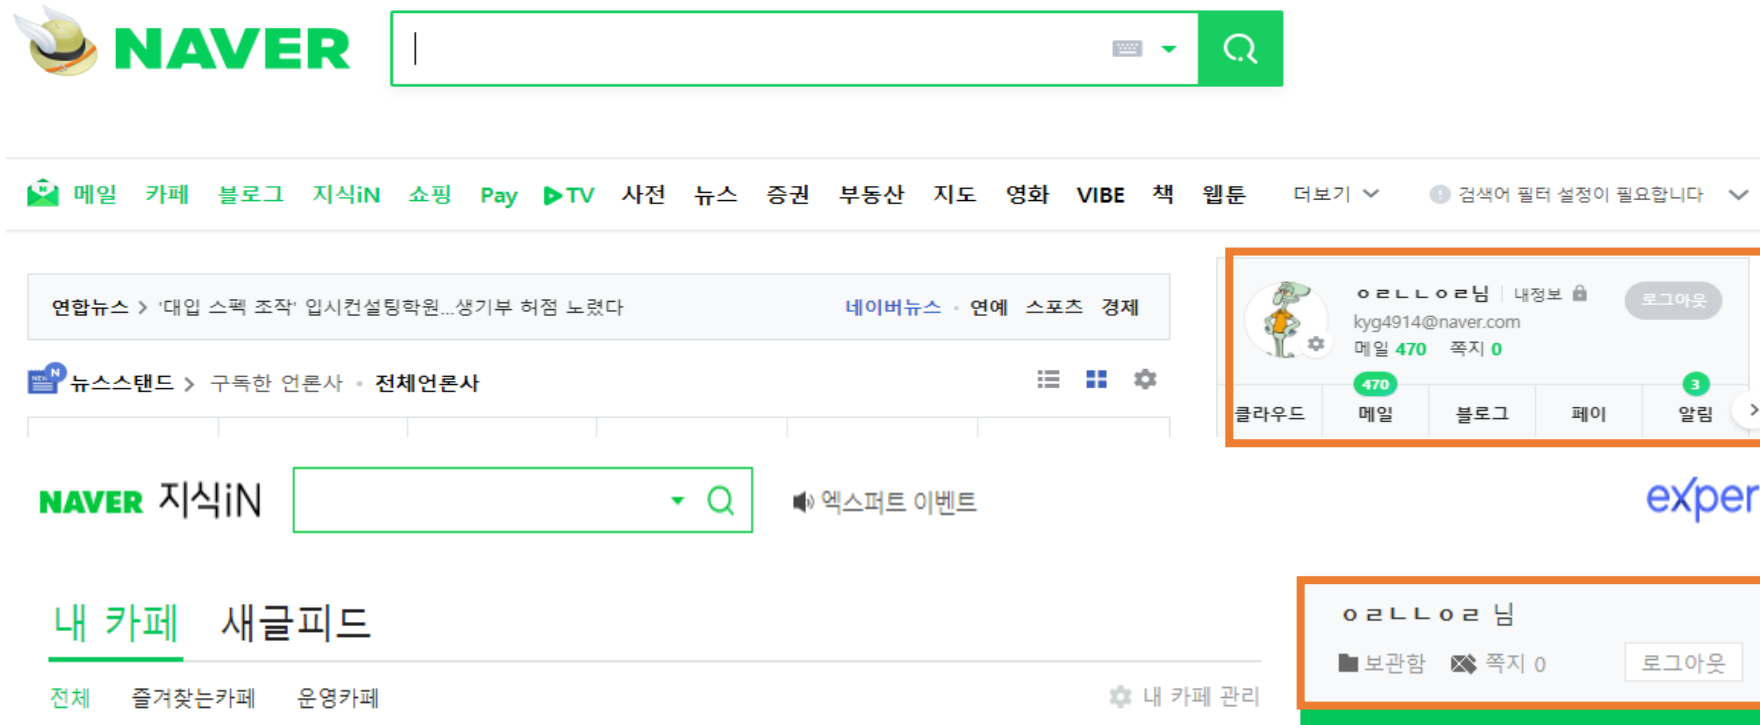 NAVER
메일 카페 블로그 지식iN 쇼핑 Pay TV 사전 뉴스 증권 부동산 지도 영화 VIBE 책 웹툰 더보기 검색어 필터 설정이 필요합니다
연합뉴스 > '대입 스펙 조작' 입시컨설팅학원...생기부 허점 노렸다 네이버뉴스 · 연예 스포츠 경제
ㅇㄹㄴㄴㅇㄹ님 내정보 로그아웃
kyg4914@naver.com
메일 470 쪽지 0
뉴스스탠드 > 구독한 언론사 · 전체언론사
470 3
클라우드 메일 블로그 페이 알림
NAVER 지식iN 엑스퍼트 이벤트 exper
내 카페 새글피드
ㅇㄹㄴㄴㅇㄹ 님
보관함 쪽지 0 로그아웃
전체 즐겨찾는카페 운영카페 내 카페 관리